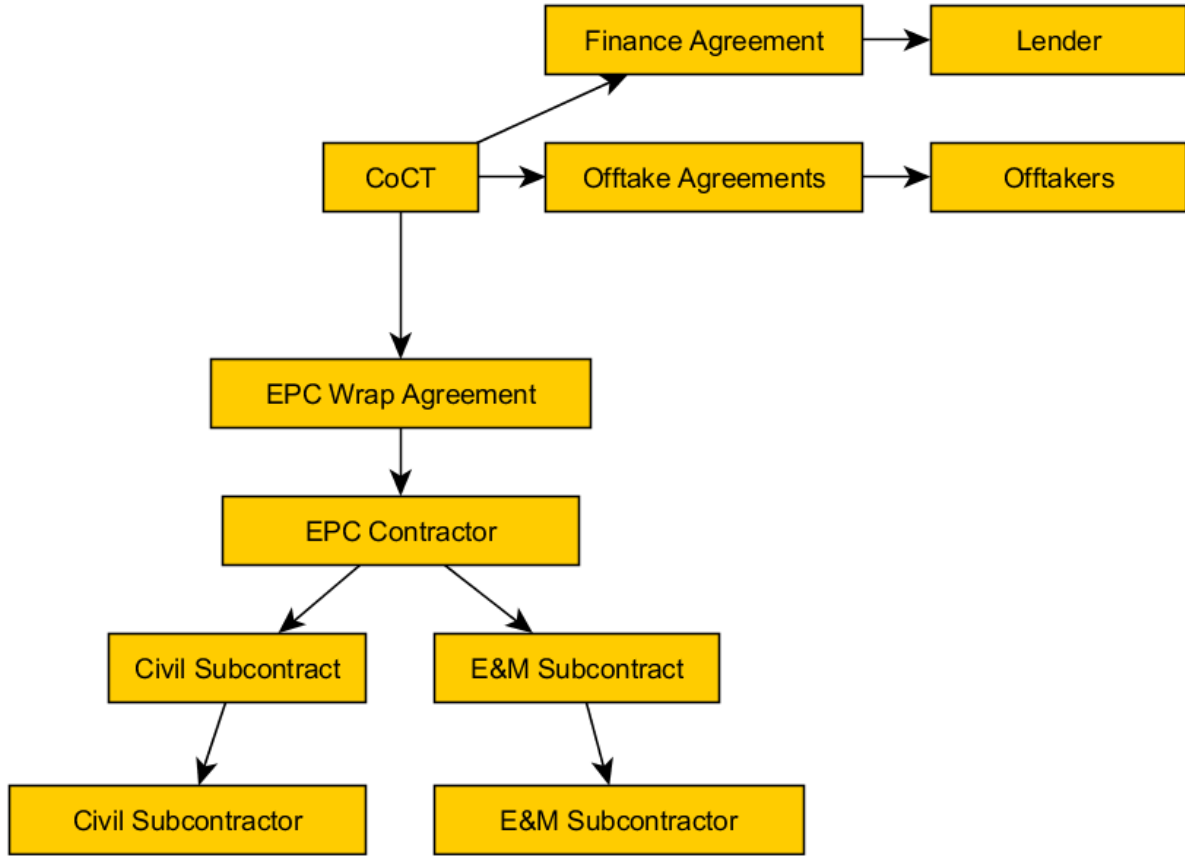 Finance Agreement
Lender
CoCT
Offtake Agreements
Offtakers
EPC Wrap Agreement
EPC Contractor
Civil Subcontract
E&M Subcontract
Civil Subcontractor
E&M Subcontractor